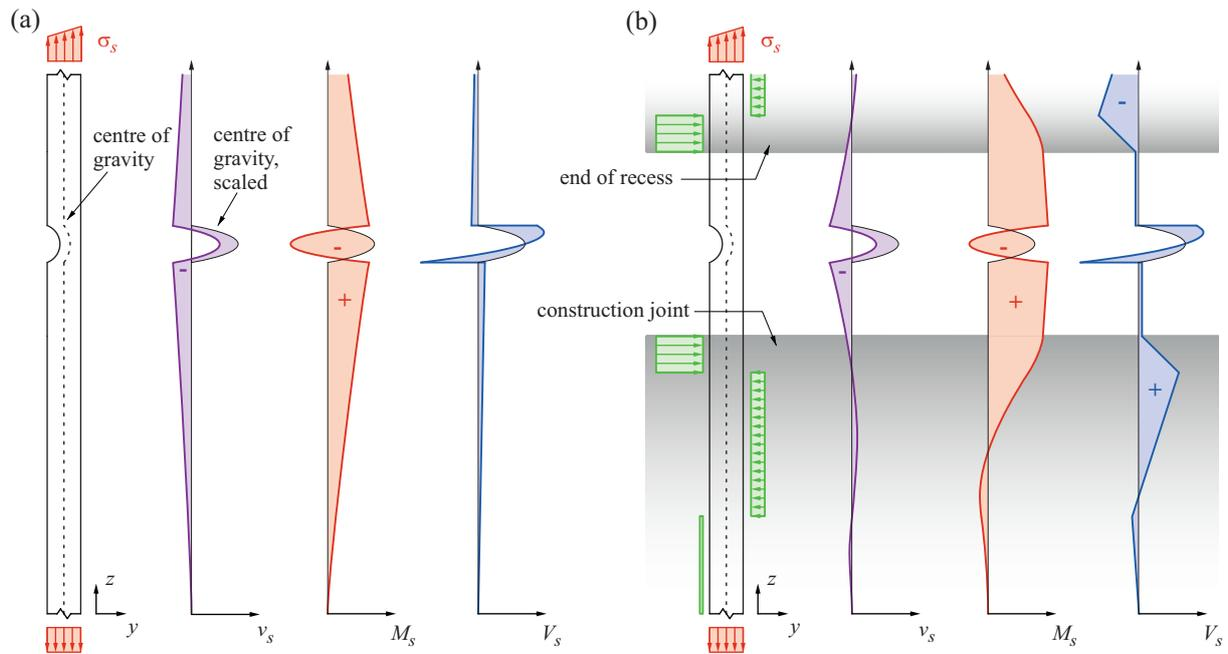 (a)
σs
centre of
gravity
centre of
gravity,
scaled
-
-
+
z
y
vs
Ms
Vs
(b)
σs
-
end of recess
-
-
+
construction joint
+
z
y
vs
Ms
Vs